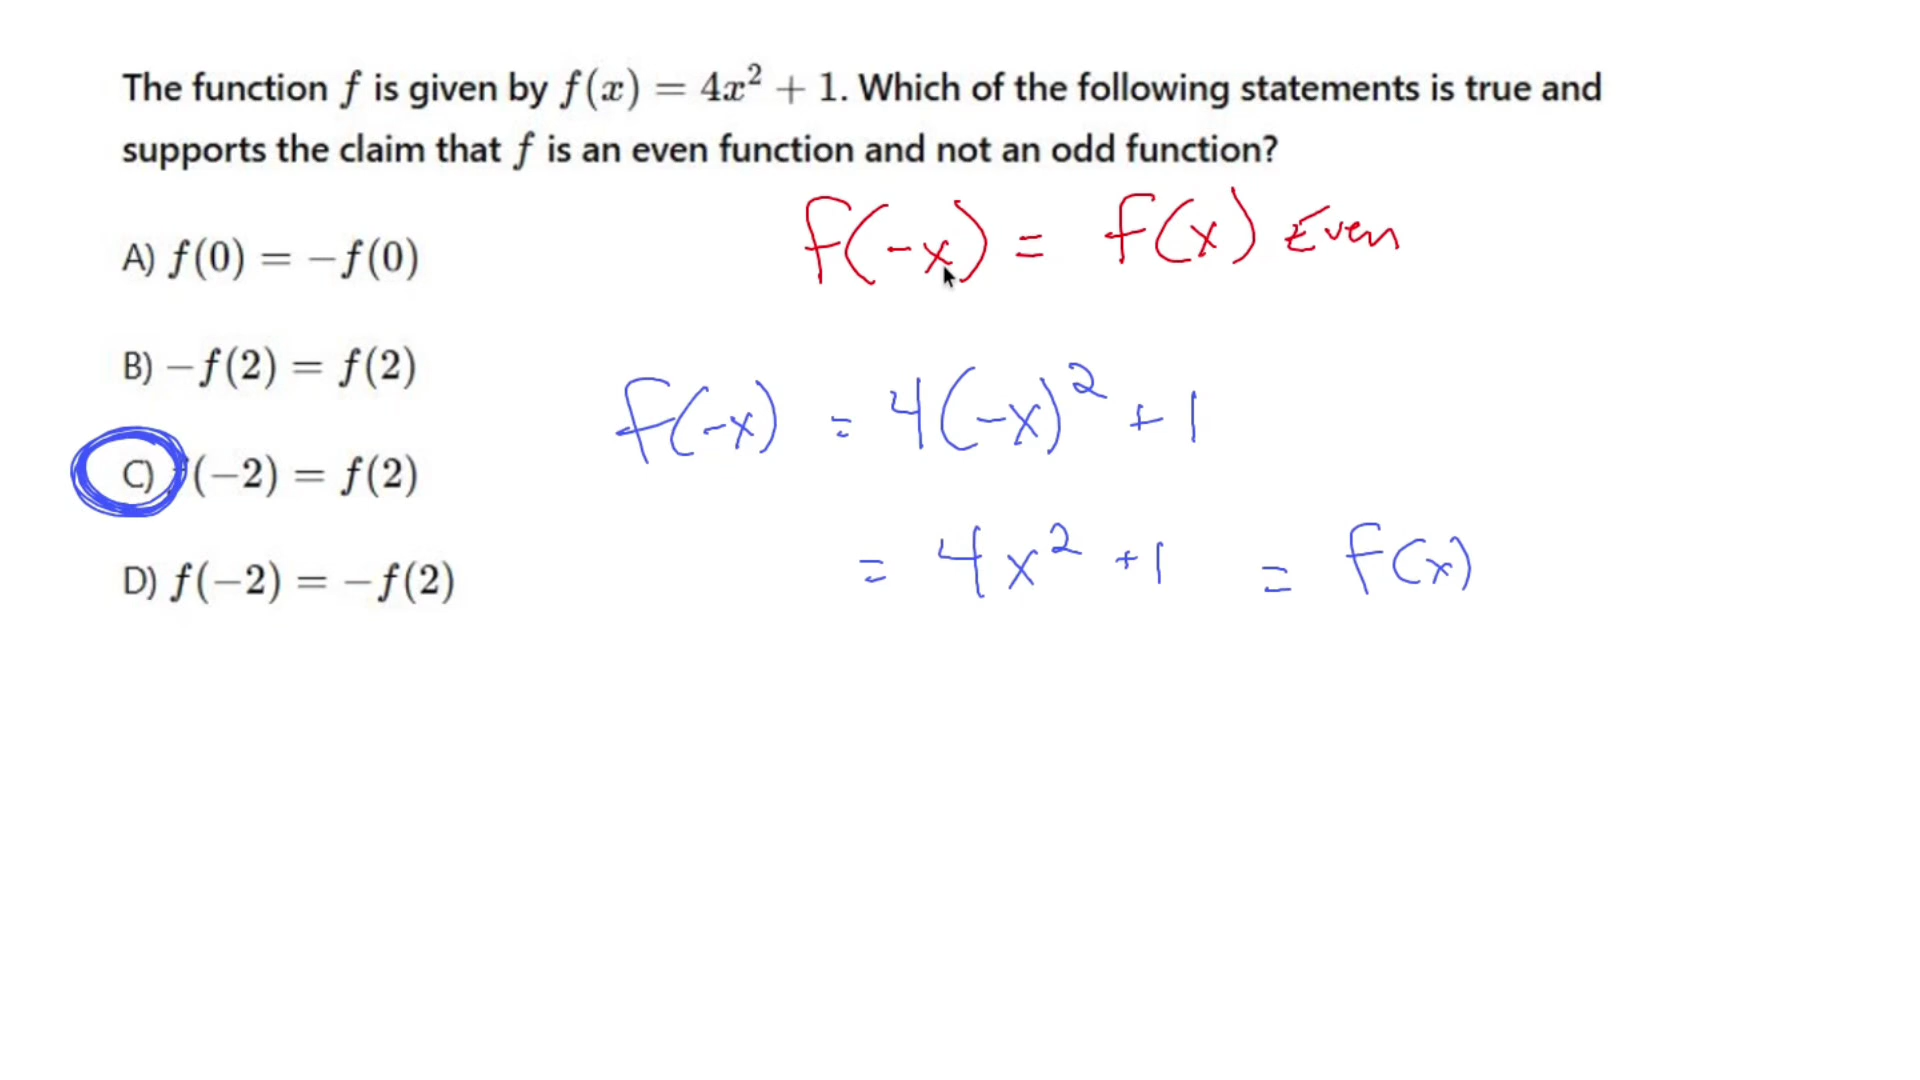 The function f is given by f(x) = 4x² + 1. Which of the following statements is true and
supports the claim that f is an even function and not an odd function?
f(-x) = f(x) Even
A) f(0) = −f(0)
B) −f(2) = f(2)
f(-x) = 4(-x)² + 1
C) (−2) = f(2)
= 4x² + 1 = f(x)
D) f(−2) = −f(2)